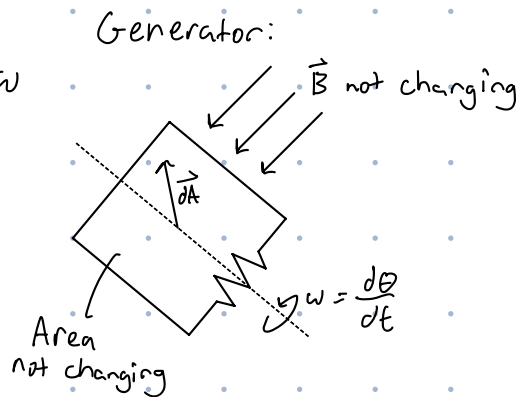 Generator:
w
B⃗ not changing
dA⃗
ω = dθ/dt
Area
not changing